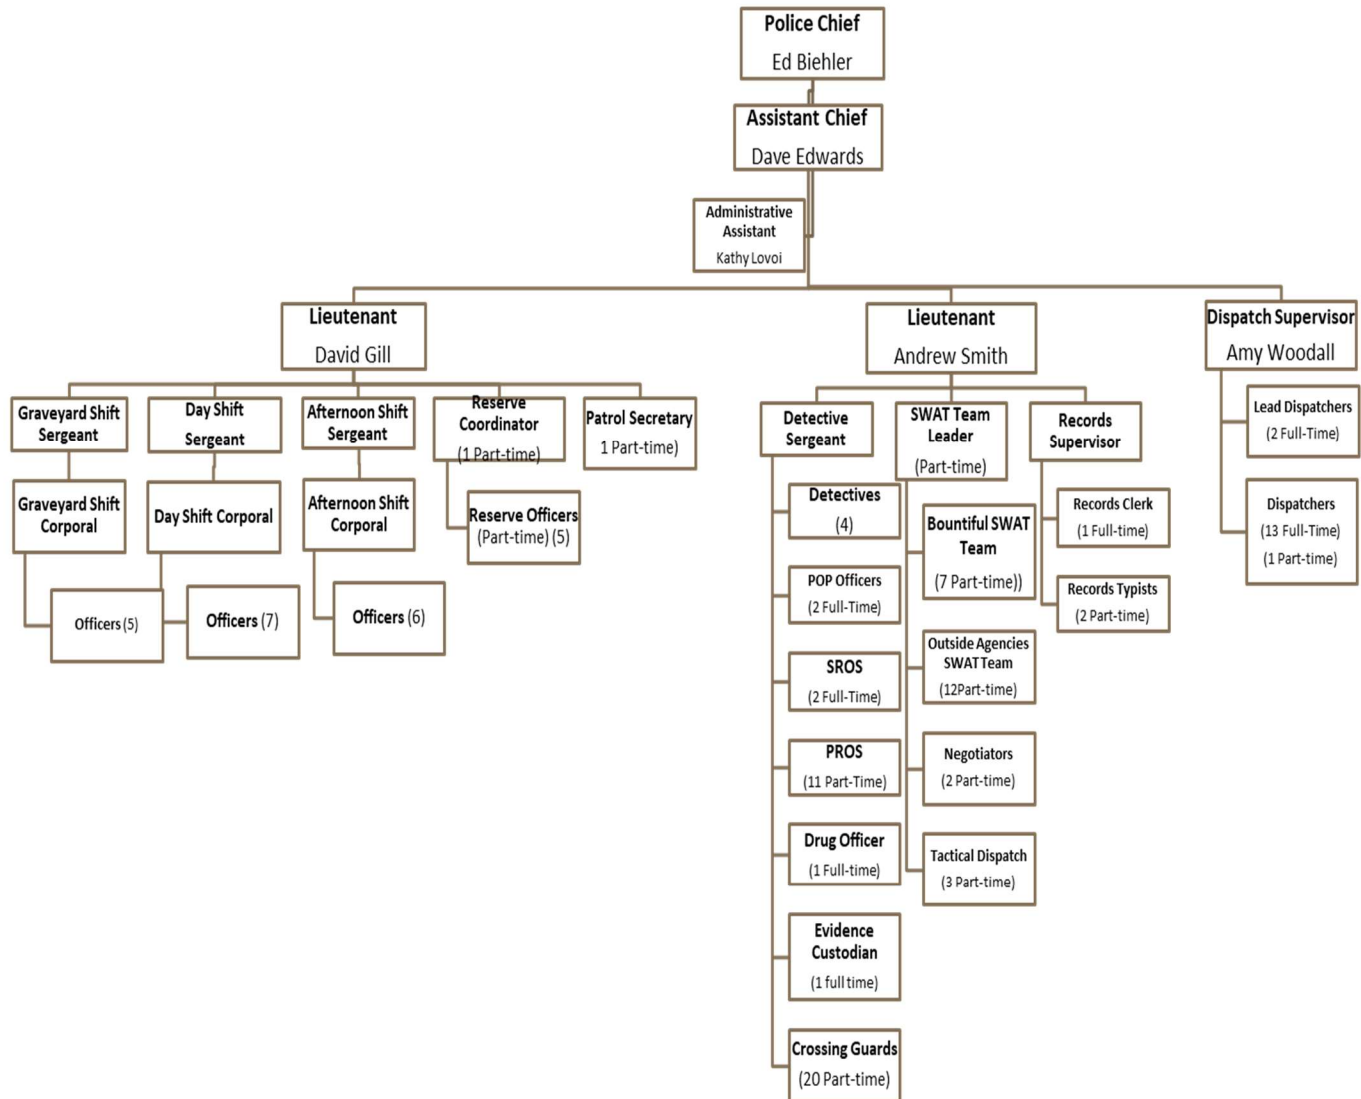 Police Chief
Ed Biehler
Assistant Chief
Dave Edwards
Administrative
Assistant
Kathy Lovoi
Lieutenant
David Gill
Lieutenant
Andrew Smith
Dispatch Supervisor
Amy Woodall
Graveyard Shift
Sergeant
Day Shift
Sergeant
Afternoon Shift
Sergeant
Reserve
Coordinator
(1 Part-time)
Patrol Secretary
1 Part-time)
Graveyard Shift
Corporal
Day Shift Corporal
Afternoon Shift
Corporal
Reserve Officers
(Part-time) (5)
Officers (5)
Officers (7)
Officers (6)
Detective
Sergeant
SWAT Team
Leader
(Part-time)
Records
Supervisor
Detectives
(4)
POP Officers
(2 Full-Time)
SROS
(2 Full-Time)
PROS
(11 Part-Time)
Drug Officer
(1 Full-time)
Evidence
Custodian
(1 full time)
Crossing Guards
(20 Part-time)
Bountiful SWAT
Team
(7 Part-time))
Outside Agencies
SWAT Team
(12Part-time)
Negotiators
(2 Part-time)
Tactical Dispatch
(3 Part-time)
Records Clerk
(1 Full-time)
Records Typists
(2 Part-time)
Lead Dispatchers
(2 Full-Time)
Dispatchers
(13 Full-Time)
(1 Part-time)